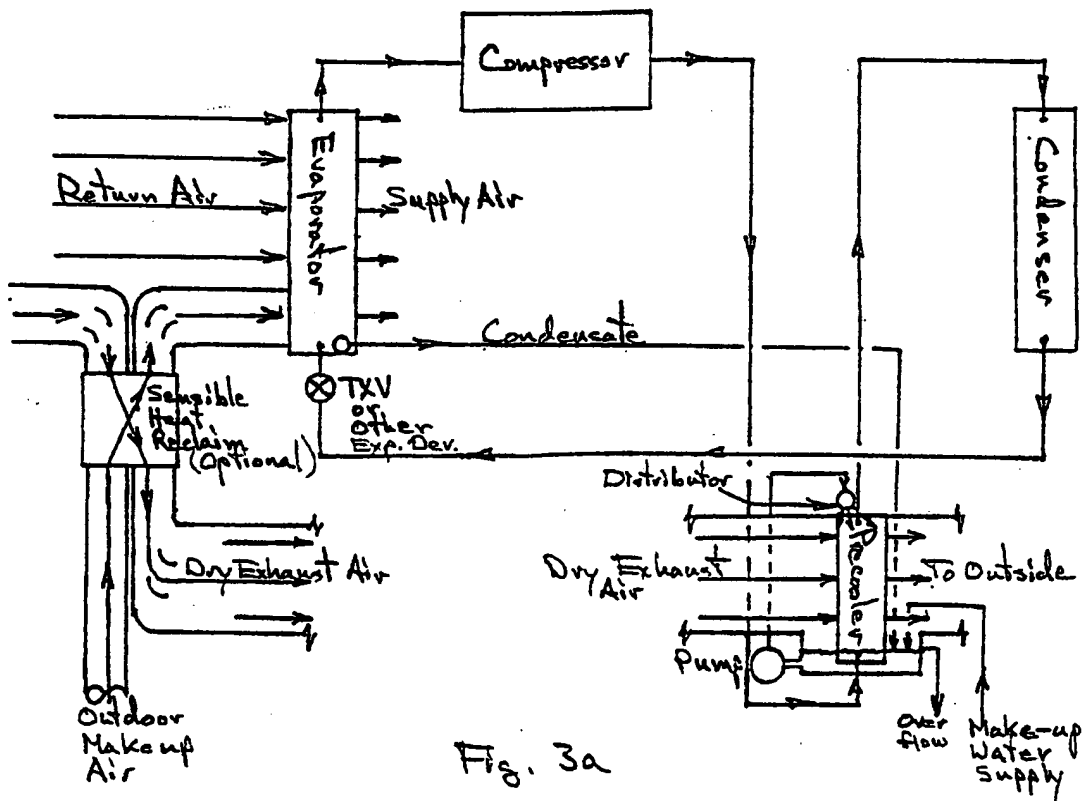 Compressor
Evaporator
Condenser
Return Air
Supply Air
Condensate
TXV
or
Other
Exp. Dev.
Sensible
Heat
Reclaim
(Optional)
Distributor
Dry Exhaust Air
Dry Exhaust
Air
Precooler
To Outside
Pump
Outdoor
Makeup
Air
Over
flow
Make-up
Water
Supply
Fig. 3a